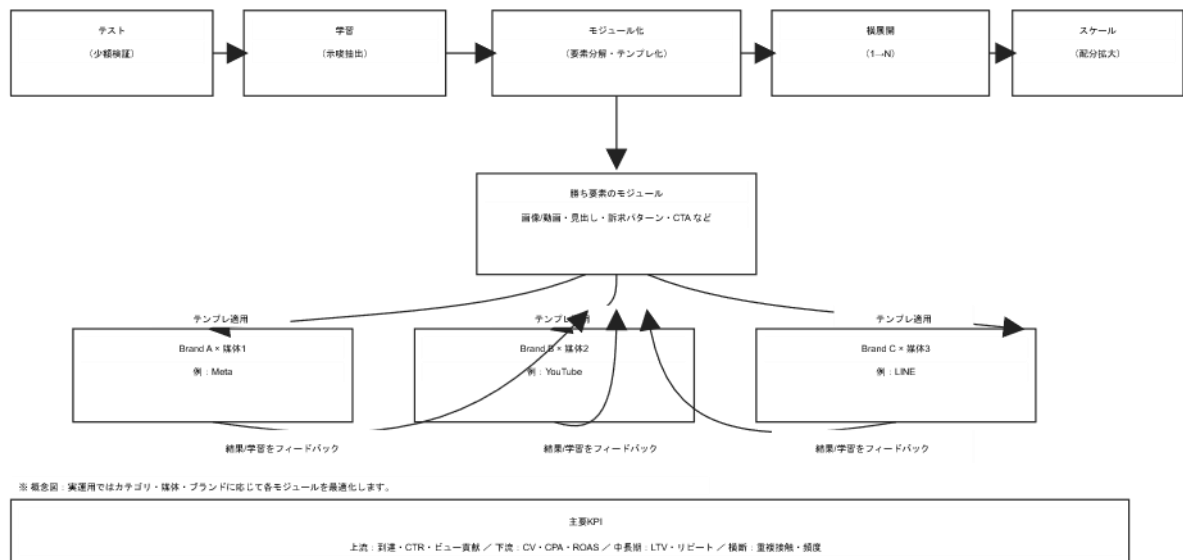 テスト
（少額検証）
学習
（示唆抽出）
モジュール化
（要素分解・テンプレ化）
横展開
（1→N）
スケール
（配分拡大）
勝ち要素のモジュール
画像/動画・見出し・訴求パターン・CTA など
テンプレ適用
テンプレ適用
テンプレ適用
Brand A × 媒体1
例：Meta
Brand B × 媒体2
例：YouTube
Brand C × 媒体3
例：LINE
結果/学習をフィードバック
結果/学習をフィードバック
結果/学習をフィードバック
※ 概念図：実運用ではカテゴリ・媒体・ブランドに応じて各モジュールを最適化します。
主要KPI
上流：到達・CTR・ビュー貢献 ／ 下流：CV・CPA・ROAS ／ 中長期：LTV・リピート ／ 横断：重複接触・頻度